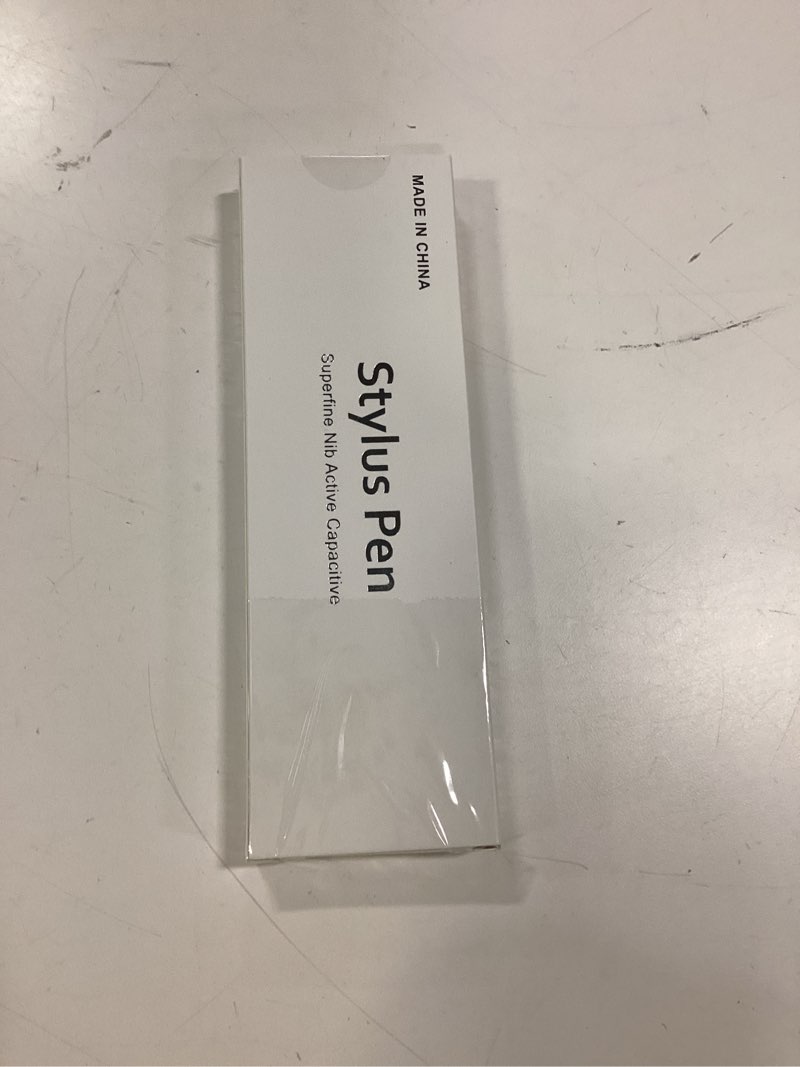 MADE IN CHINA
Stylus Pen
Superfine Nib Active Capacitive